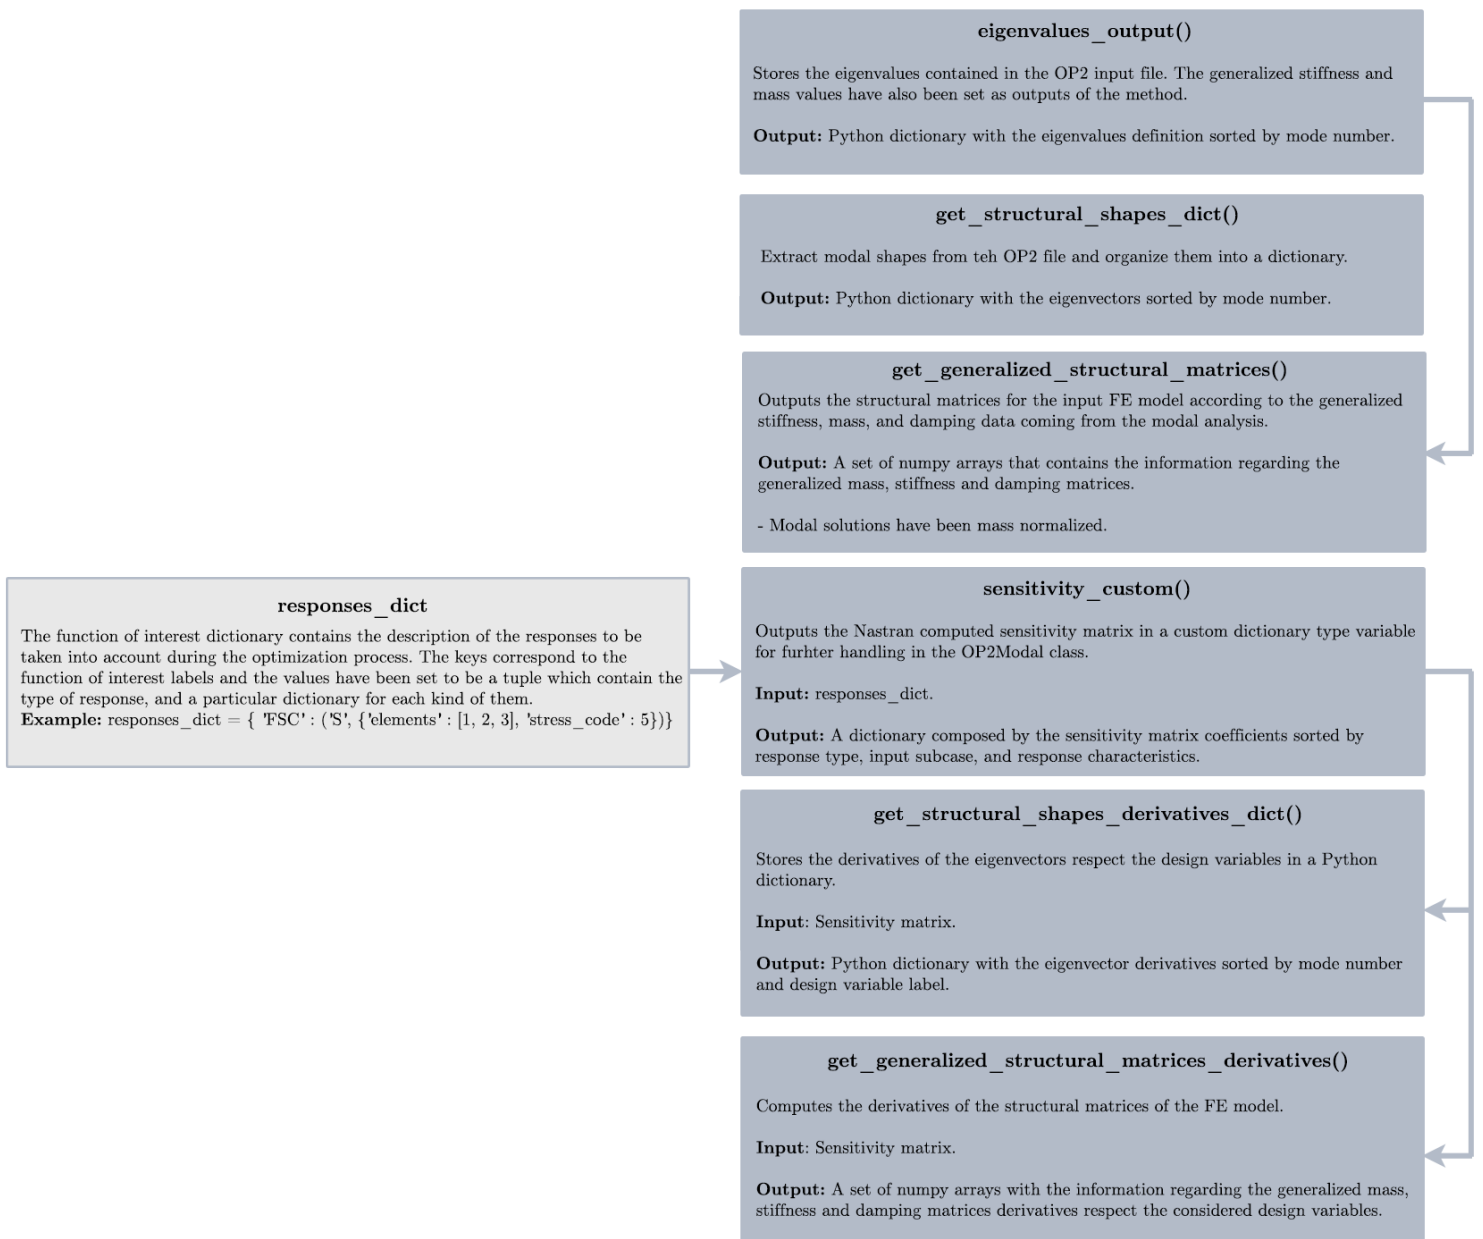 eigenvalues_output()
Stores the eigenvalues contained in the OP2 input file. The generalized stiffness and
mass values have also been set as outputs of the method.
Output: Python dictionary with the eigenvalues definition sorted by mode number.
get_structural_shapes_dict()
Extract modal shapes from teh OP2 file and organize them into a dictionary.
Output: Python dictionary with the eigenvectors sorted by mode number.
get_generalized_structural_matrices()
Outputs the structural matrices for the input FE model according to the generalized
stiffness, mass, and damping data coming from the modal analysis.
Output: A set of numpy arrays that contains the information regarding the
generalized mass, stiffness and damping matrices.
- Modal solutions have been mass normalized.
responses_dict
The function of interest dictionary contains the description of the responses to be
taken into account during the optimization process. The keys correspond to the
function of interest labels and the values have been set to be a tuple which contain the
type of response, and a particular dictionary for each kind of them.
Example: responses_dict = { 'FSC' : ('S', {'elements' : [1, 2, 3], 'stress_code' : 5})}
sensitivity_custom()
Outputs the Nastran computed sensitivity matrix in a custom dictionary type variable
for furhter handling in the OP2Modal class.
Input: responses_dict.
Output: A dictionary composed by the sensitivity matrix coefficients sorted by
response type, input subcase, and response characteristics.
get_structural_shapes_derivatives_dict()
Stores the derivatives of the eigenvectors respect the design variables in a Python
dictionary.
Input: Sensitivity matrix.
Output: Python dictionary with the eigenvector derivatives sorted by mode number
and design variable label.
get_generalized_structural_matrices_derivatives()
Computes the derivatives of the structural matrices of the FE model.
Input: Sensitivity matrix.
Output: A set of numpy arrays with the information regarding the generalized mass,
stiffness and damping matrices derivatives respect the considered design variables.